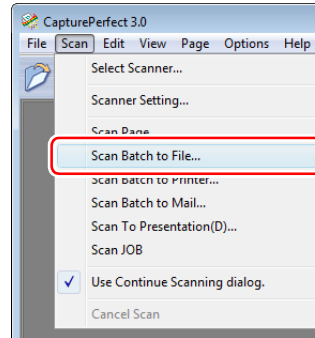 CapturePerfect 3.0
File Scan Edit View Page Options Help
Select Scanner...
Scanner Setting...
Scan Page
Scan Batch to File...
Scan Batch to Printer...
Scan Batch to Mail...
Scan To Presentation(D)...
Scan JOB
Use Continue Scanning dialog.
Cancel Scan